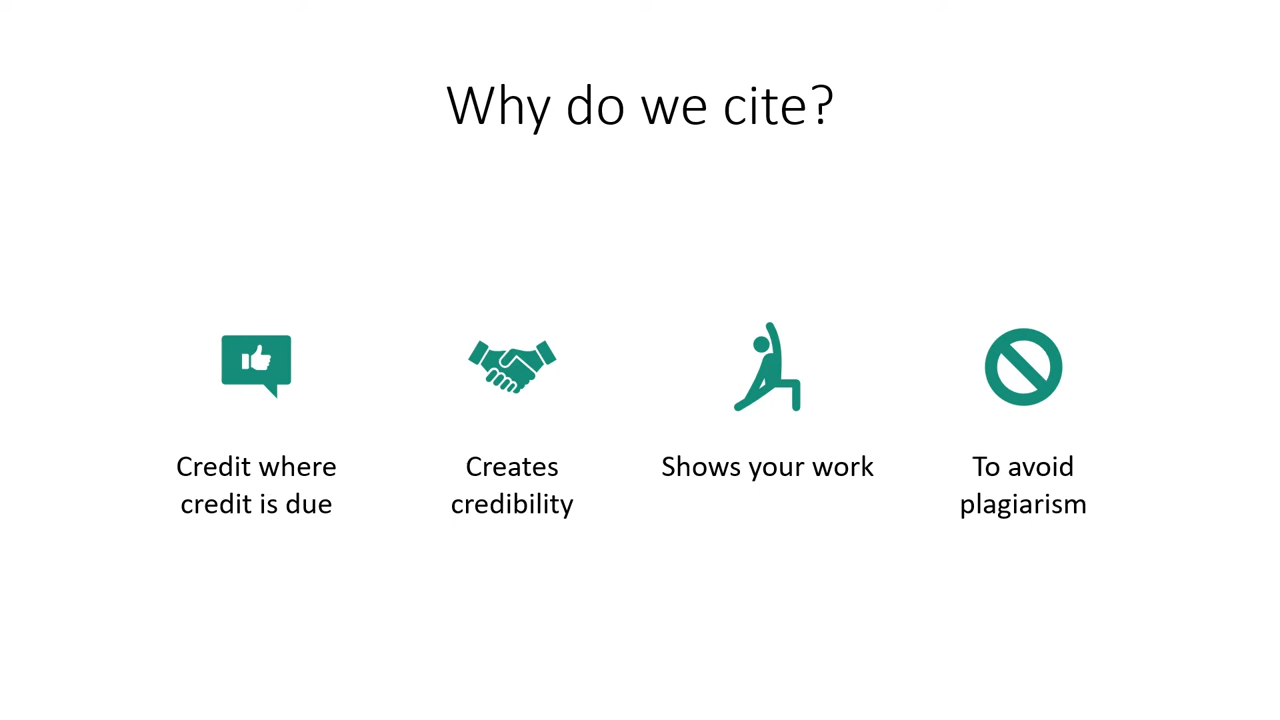 Why do we cite?
Credit where
credit is due
Creates
credibility
Shows your work
To avoid
plagiarism